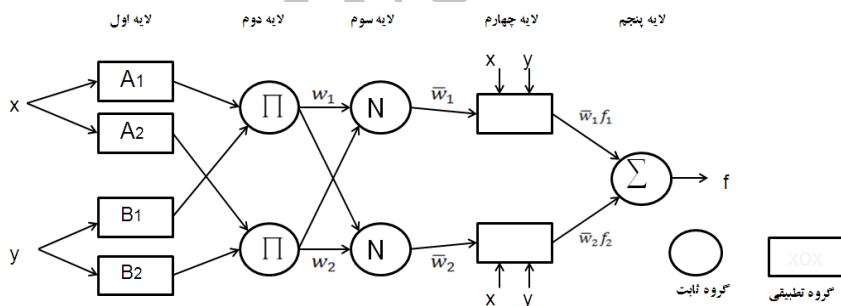 لایه اول لایه دوم لایه سوم لایه چهارم لایه پنجم
x y
A1
x
∏ w₁ N w̅₁
w̅₁f₁
A2
Σ f
B1
w̅₂f₂
y
∏ w₂ N w̅₂
B2
xox
x y
گروه ثابت گروه تطبیقی